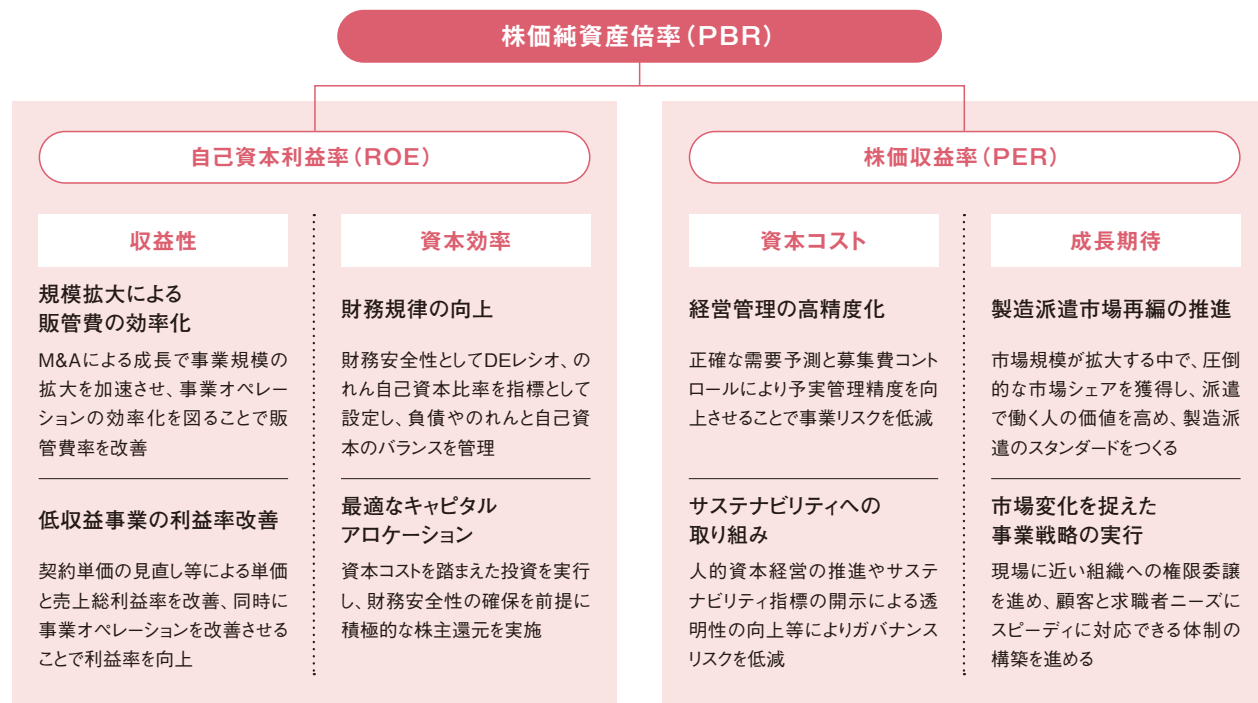 株価純資産倍率（PBR）
自己資本利益率（ROE）
収益性
規模拡大による
販管費の効率化
M&Aによる成長で事業規模の
拡大を加速させ、事業オペレー
ションの効率化を図ることで販
管費率を改善
低収益事業の利益率改善
契約単価の見直し等による単価
と売上総利益率を改善、同時に
事業オペレーションを改善させる
ことで利益率を向上
資本効率
財務規律の向上
財務安全性としてDEレシオ、の
れん自己資本比率を指標として
設定し、負債やのれんと自己資
本のバランスを管理
最適なキャピタル
アロケーション
資本コストを踏まえた投資を実行
し、財務安全性の確保を前提に
積極的な株主還元を実施
株価収益率（PER）
資本コスト
経営管理の高精度化
正確な需要予測と募集費コント
ロールにより予実管理精度を向
上させることで事業リスクを低減
サステナビリティへの
取り組み
人的資本経営の推進やサステ
ナビリティ指標の開示による透
明性の向上等によりガバナンス
リスクを低減
成長期待
製造派遣市場再編の推進
市場規模が拡大する中で、圧倒
的な市場シェアを獲得し、派遣
で働く人の価値を高め、製造派
遣のスタンダードをつくる
市場変化を捉えた
事業戦略の実行
現場に近い組織への権限委譲
を進め、顧客と求職者ニーズに
スピーディに対応できる体制の
構築を進める